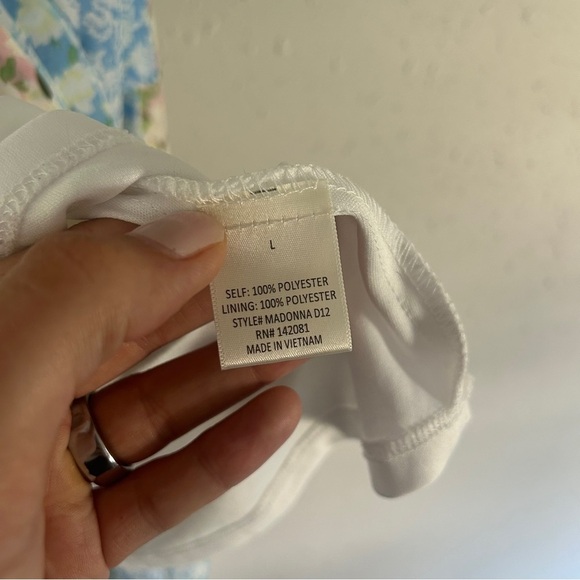 L
SELF: 100% POLYESTER
LINING: 100% POLYESTER
STYLE# MADONNA D12
RN# 142081
MADE IN VIETNAM